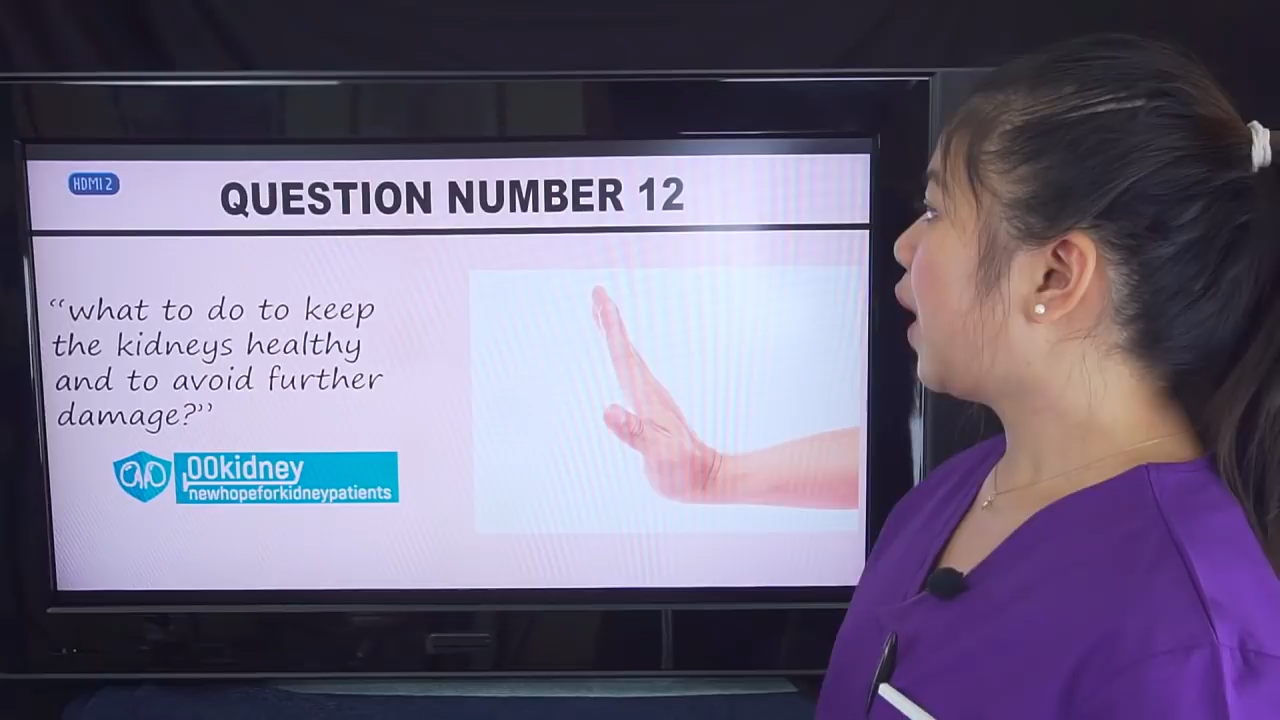 HDMI 2
QUESTION NUMBER 12
“what to do to keep
the kidneys healthy
and to avoid further
damage?”
00kidney
newhopeforkidneypatients